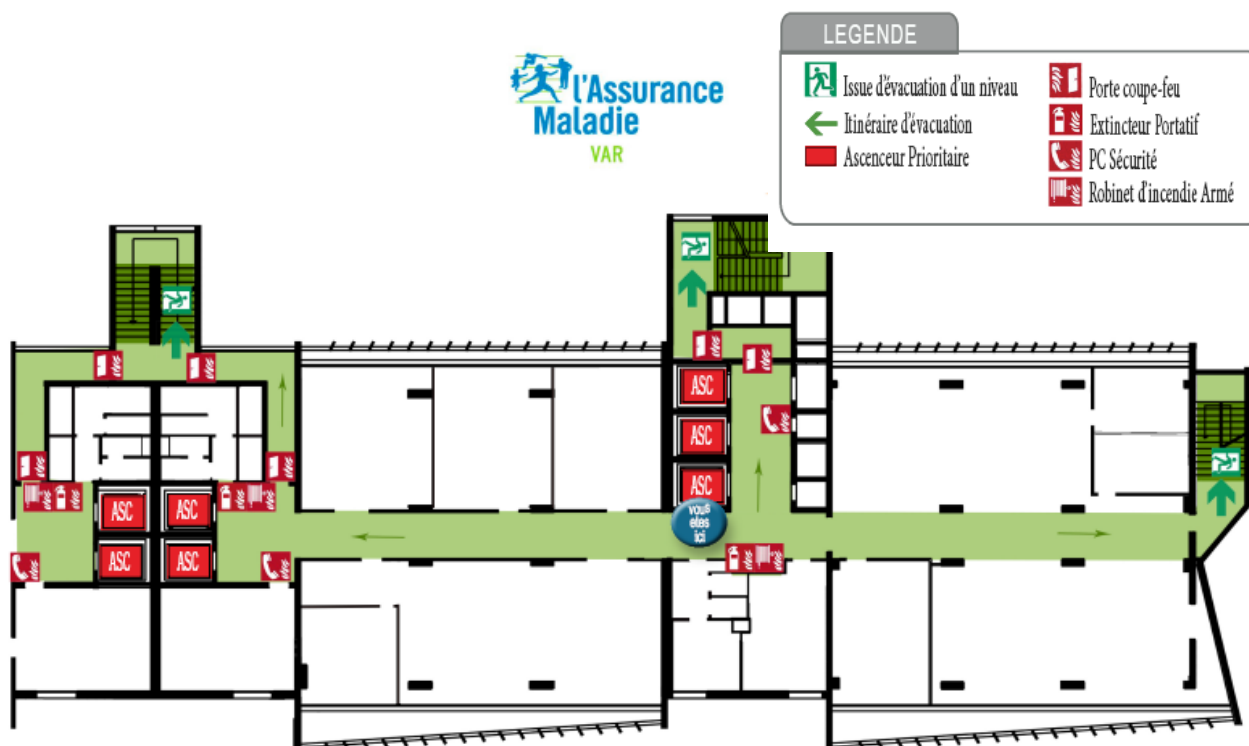 LEGENDE
Issue d'évacuation d'un niveau
Itinéraire d'évacuation
Ascenceur Prioritaire
Porte coupe-feu
Extincteur Portatif
PC Sécurité
Robinet d'incendie Armé
l'Assurance
Maladie
VAR
ASC
ASC
ASC
ASC
ASC
ASC
ASC
vous
etes
ici